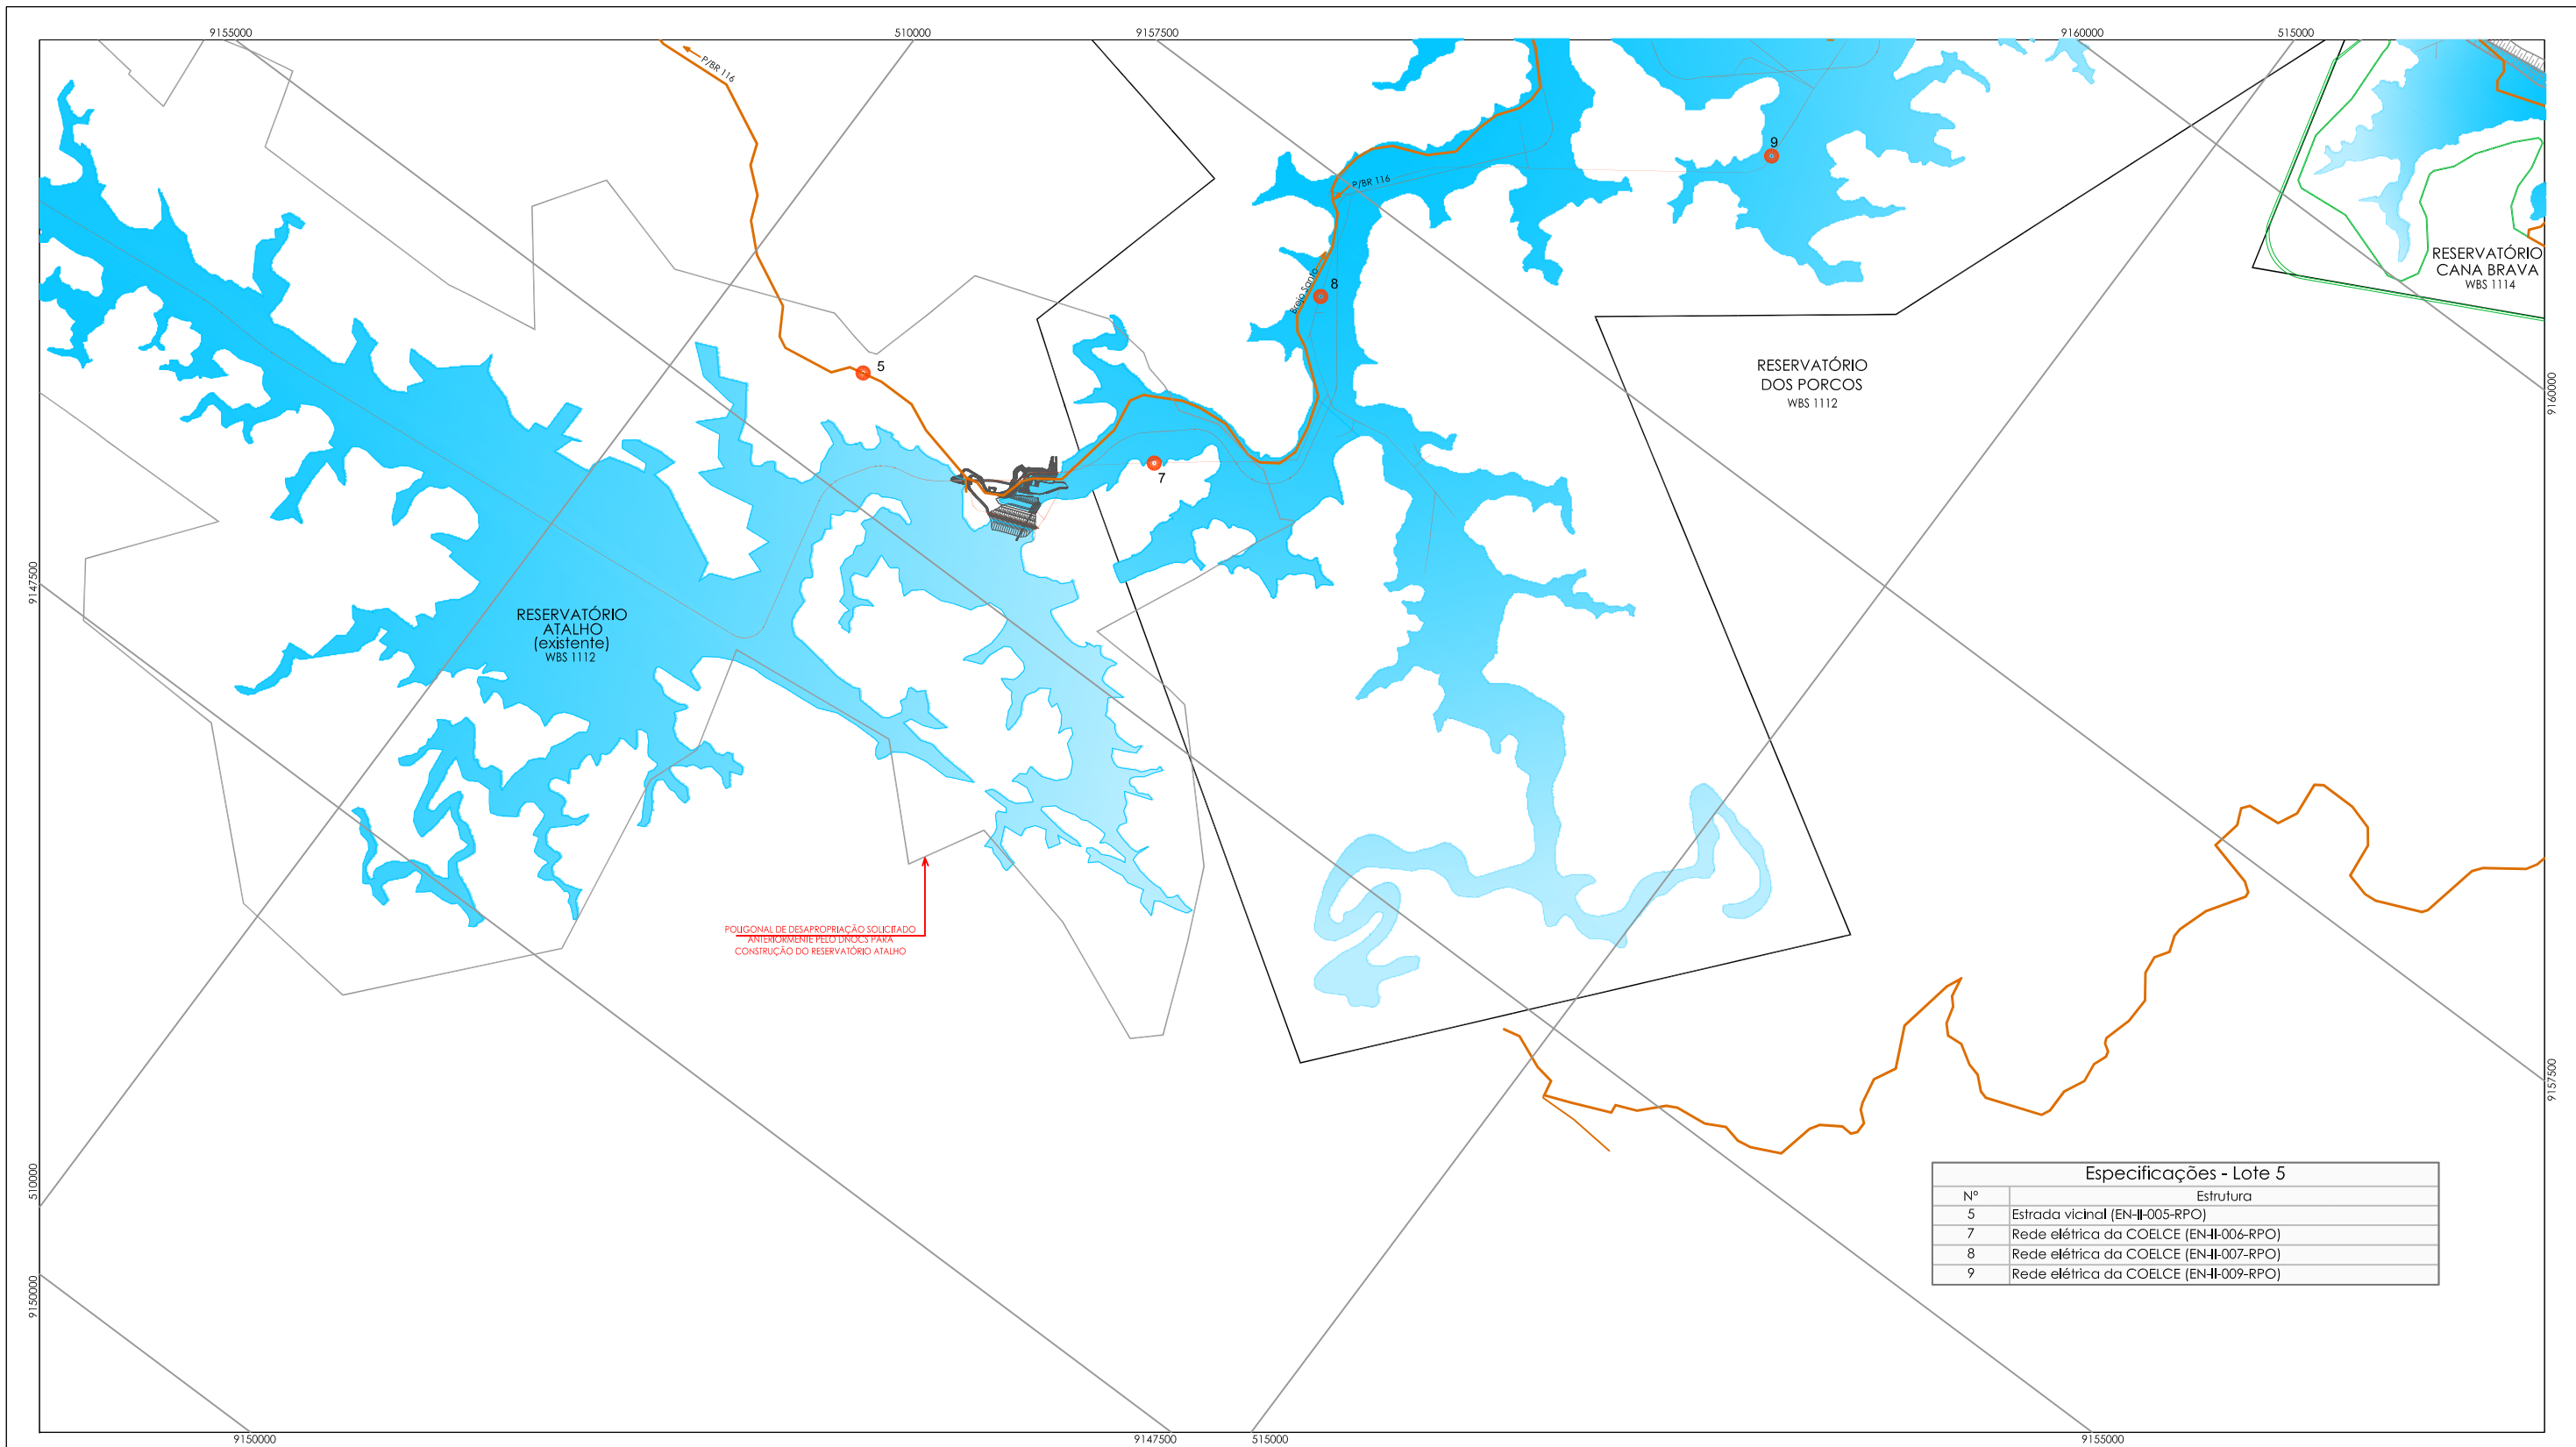 9155000
510000
9157500
9160000
515000
P/BR 116
9
P/BR 116
RESERVATÓRIO
CANA BRAVA
WBS 1114
Brejo Santo
8
5
RESERVATÓRIO
DOS PORCOS
WBS 1112
9160000
7
9147500
RESERVATÓRIO
ATALHO
(existente)
WBS 1112
POLIGONAL DE DESAPROPRIAÇÃO SOLICITADO
ANTERIORMENTE PELO DNOCS PARA
CONSTRUÇÃO DO RESERVATÓRIO ATALHO
9157500
510000
9150000
Especificações - Lote 5
Nº Estrutura
5 Estrada vicinal (EN-II-005-RPO)
7 Rede elétrica da COELCE (EN-II-006-RPO)
8 Rede elétrica da COELCE (EN-II-007-RPO)
9 Rede elétrica da COELCE (EN-II-009-RPO)
9150000
9147500
515000
9155000